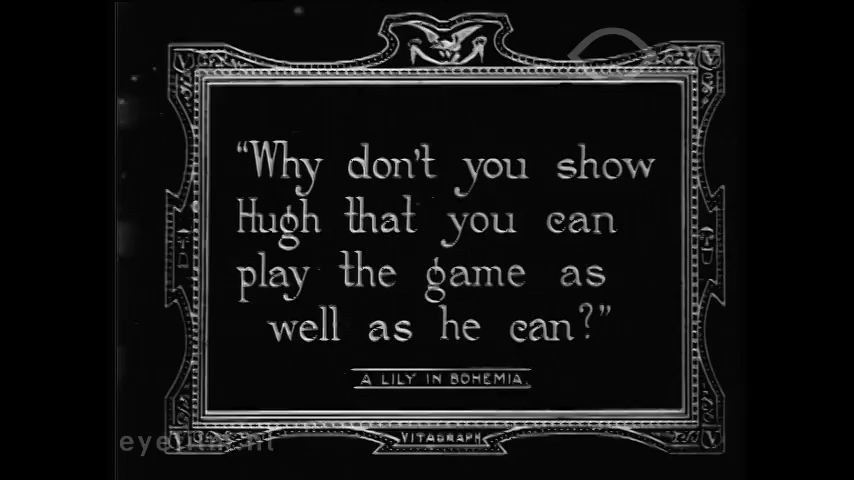 "Why don't you show
Hugh that you can
play the game as
well as he can?"
A LILY IN BOHEMIA.
VITAGRAPH